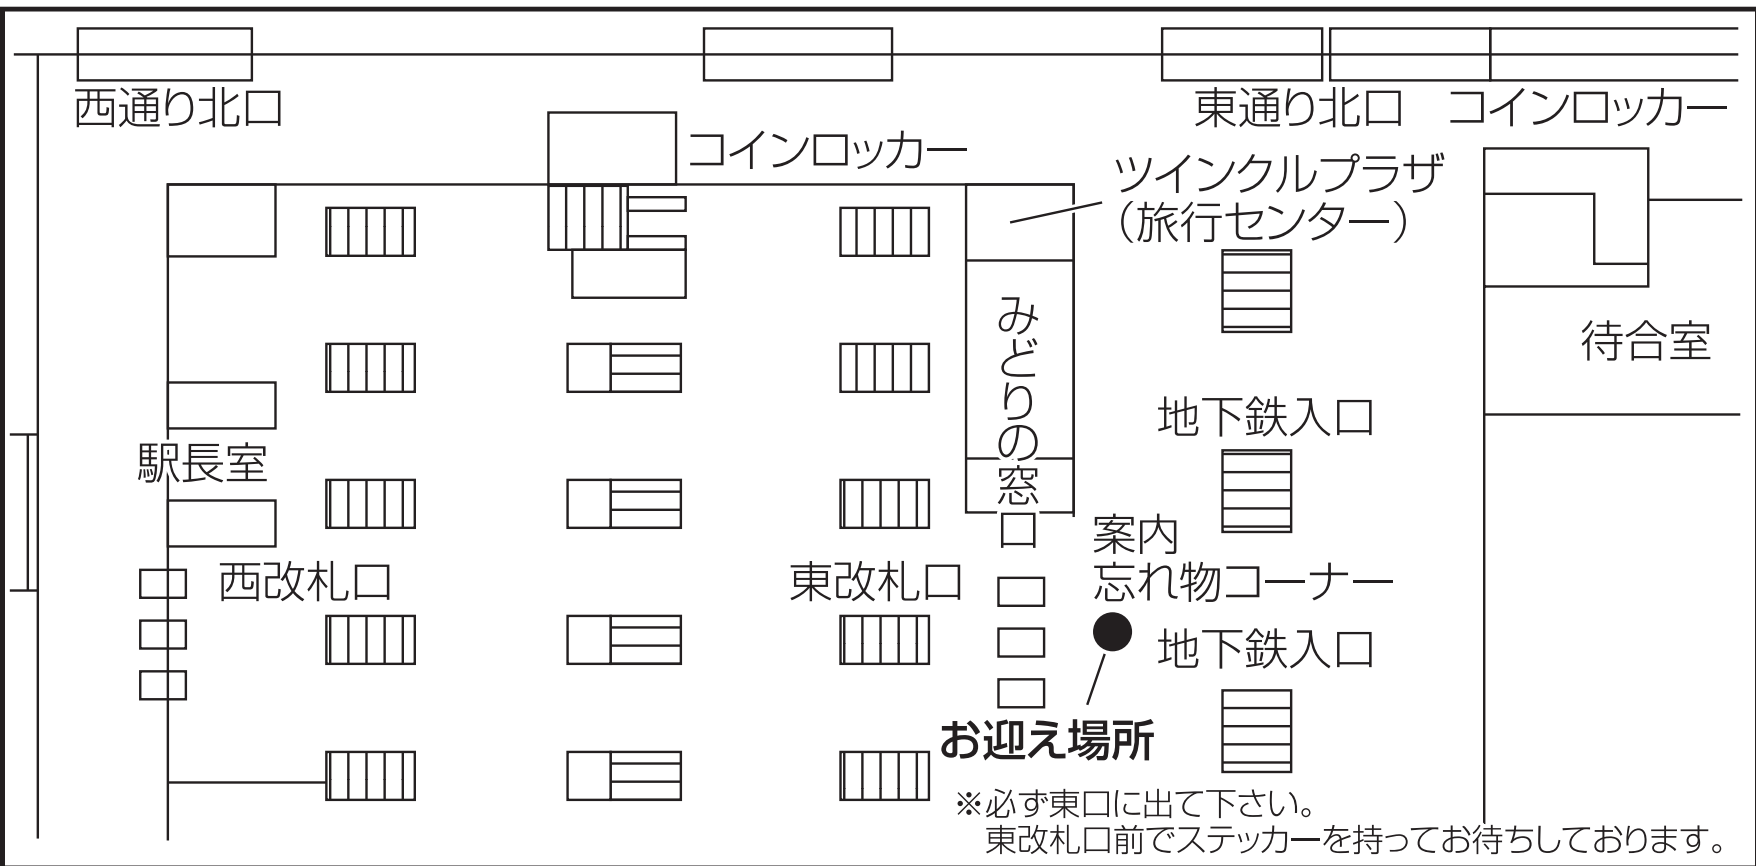 西通り北口
東通り北口
コインロッカー
コインロッカー
ツインクルプラザ
（旅行センター）
みどりの窓口
待合室
地下鉄入口
駅長室
案内
忘れ物コーナー
西改札口
東改札口
地下鉄入口
お迎え場所
※必ず東口に出て下さい。
東改札口前でステッカーを持ってお待ちしております。